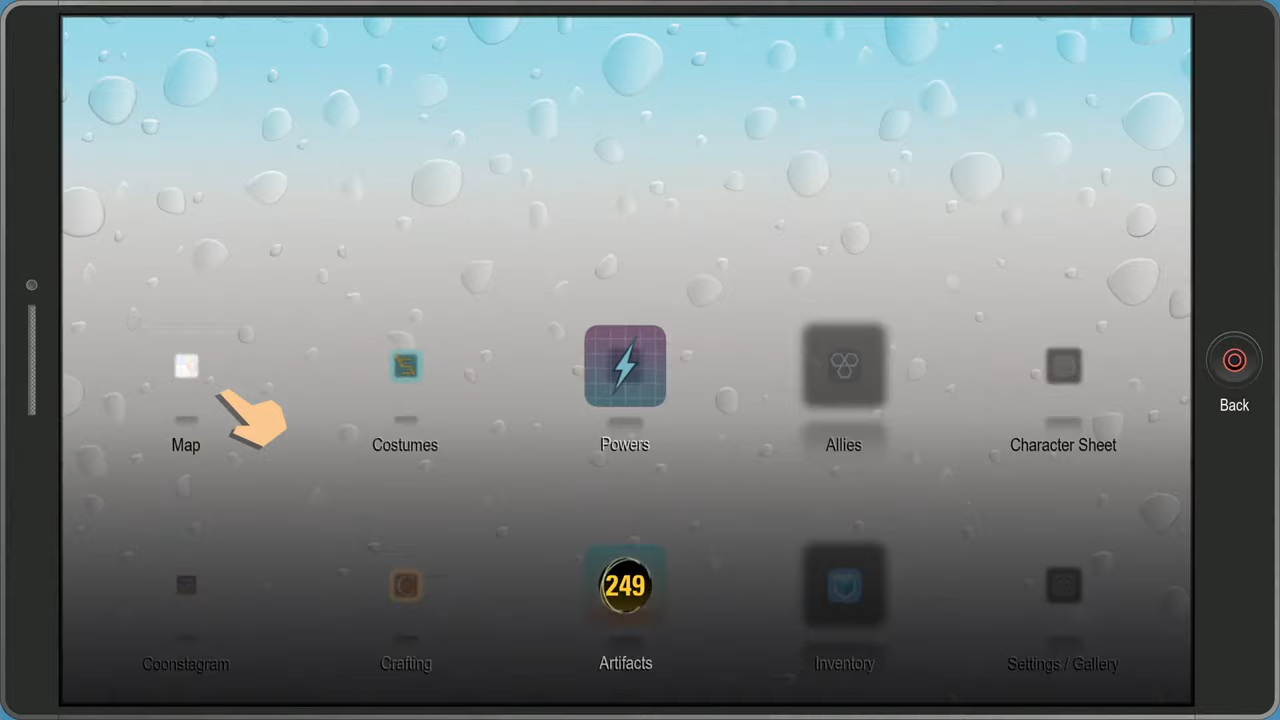 Back
Map
Costumes
Powers
Allies
Character Sheet
249
Coonstagram
Crafting
Artifacts
Inventory
Settings / Gallery